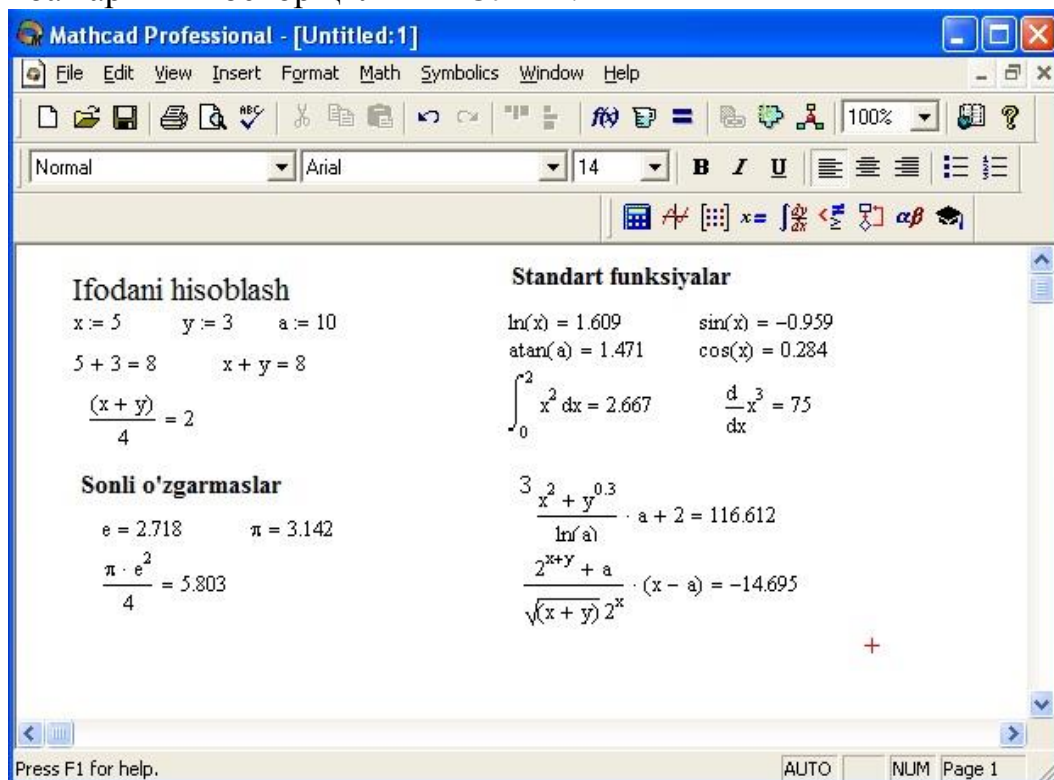 Mathcad Professional - [Untitled:1]
File Edit View Insert Format Math Symbolics Window Help
100%
Normal Arial 14 B I U
Ifodani hisoblash
x := 5 y := 3 a := 10
5 + 3 = 8 x + y = 8
(x + y)/4 = 2
Sonli o'zgarmaslar
e = 2.718 π = 3.142
π · e^2/4 = 5.803
Standart funksiyalar
ln(x) = 1.609 sin(x) = −0.959
atan(a) = 1.471 cos(x) = 0.284
∫_0^2 x^2 dx = 2.667 d/dx x^3 = 75
3 (x^2 + y^0.3)/ln(a) · a + 2 = 116.612
(2^(x+y) + a)/(√(x + y) 2^x) · (x − a) = −14.695
Press F1 for help. AUTO NUM Page 1